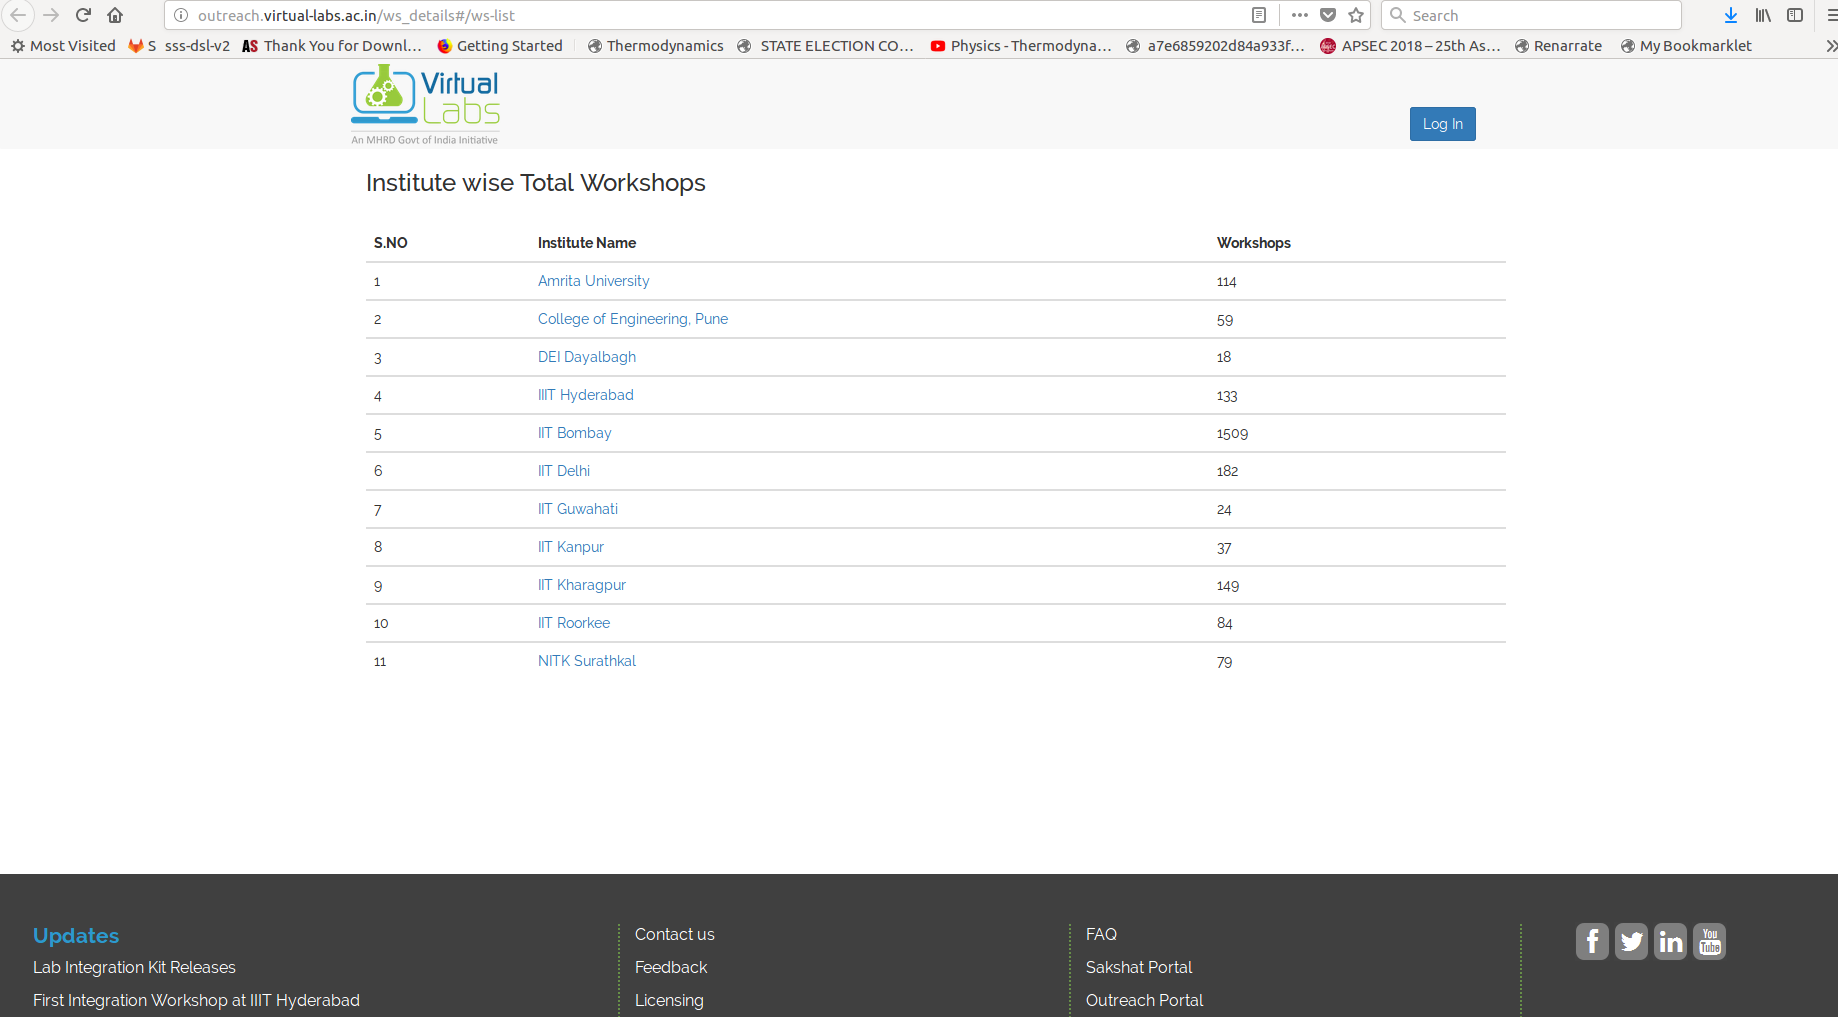 outreach.virtual-labs.ac.in/ws_details#/ws-list
Search
Most Visited S sss-dsl-v2 AS Thank You for Downl... Getting Started Thermodynamics STATE ELECTION CO... Physics - Thermodyna... a7e6859202d84a933f... APSEC 2018 – 25th As... Renarrate My Bookmarklet
Virtual
Labs
An MHRD Govt of India Initiative
Log In
Institute wise Total Workshops
S.NO Institute Name Workshops
1 Amrita University 114
2 College of Engineering, Pune 59
3 DEI Dayalbagh 18
4 IIIT Hyderabad 133
5 IIT Bombay 1509
6 IIT Delhi 182
7 IIT Guwahati 24
8 IIT Kanpur 37
9 IIT Kharagpur 149
10 IIT Roorkee 84
11 NITK Surathkal 79
Updates
Lab Integration Kit Releases
First Integration Workshop at IIIT Hyderabad
Contact us
Feedback
Licensing
FAQ
Sakshat Portal
Outreach Portal
You
Tube